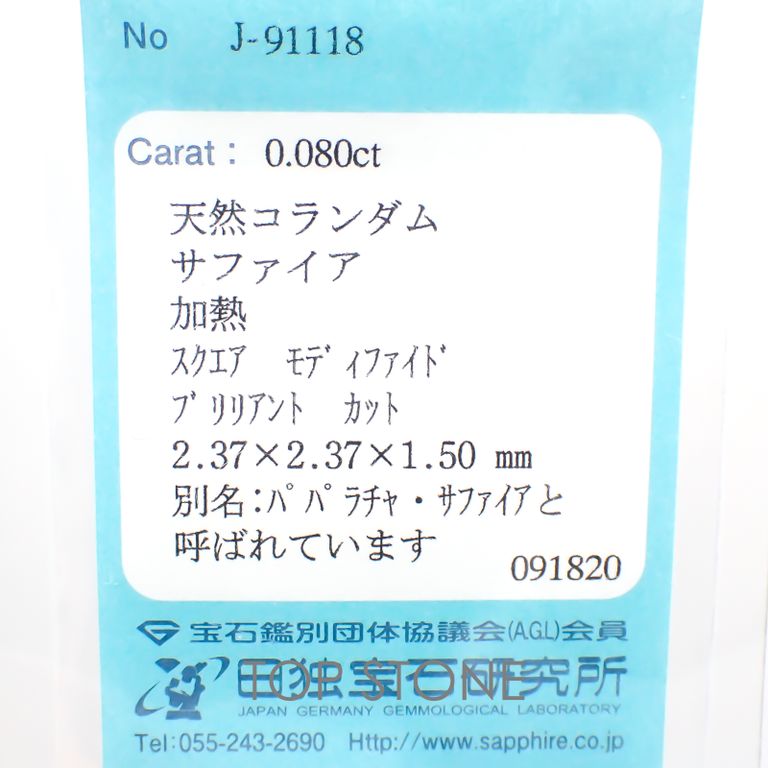 No J-91118
Carat: 0.080ct
天然コランダム
サファイア
加熱
ｽｸｴｱ ﾓﾃﾞｨﾌｧｲﾄﾞ
ﾌﾞﾘﾘｱﾝﾄ ｶｯﾄ
2.37×2.37×1.50 mm
別名:ﾊﾟﾊﾟﾗﾁｬ・ｻﾌｧｲｱと
呼ばれています
091820
宝石鑑別団体協議会(A.G.L)会員
日独宝石研究所
TOP STONE
JAPAN GERMANY GEMMOLOGICAL LABORATORY
Tel:055-243-2690 Http://www.sapphire.co.jp